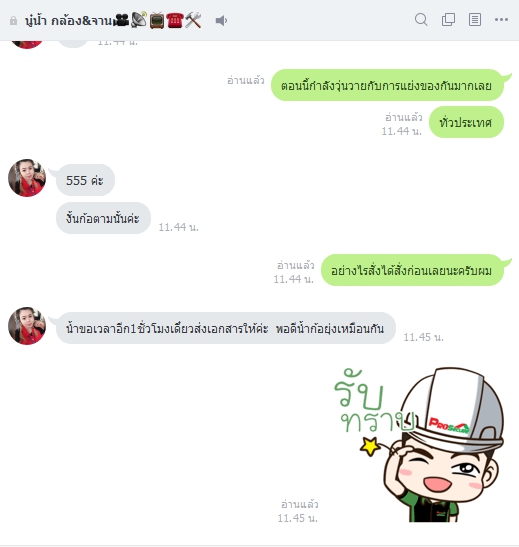 นู๋น้ำ กล้อง&จาน
11.44 น.
อ่านแล้ว
ตอนนี้กำลังวุ่นวายกับการแย่งของกันมากเลย
อ่านแล้ว
11.44 น.
ทั่วประเทศ
555 ค่ะ
งั้นก้อตามนั้นค่ะ
11.44 น.
อ่านแล้ว
11.44 น.
อย่างไรสั่งได้สั่งก่อนเลยนะครับผม
น้ำขอเวลาอีก1ชั่วโมงเดี๋ยวส่งเอกสารให้ค่ะ พอดีน้ำก้อยุ่งเหมือนกัน
11.45 น.
รับ
ทราบ
อ่านแล้ว
11.45 น.